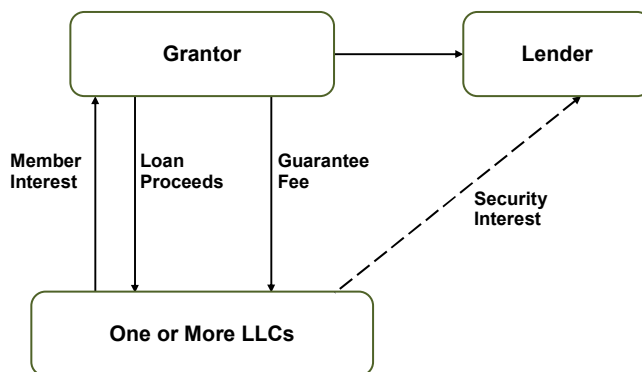 Grantor
Lender
Member
Interest
Loan
Proceeds
Guarantee
Fee
Security
Interest
One or More LLCs